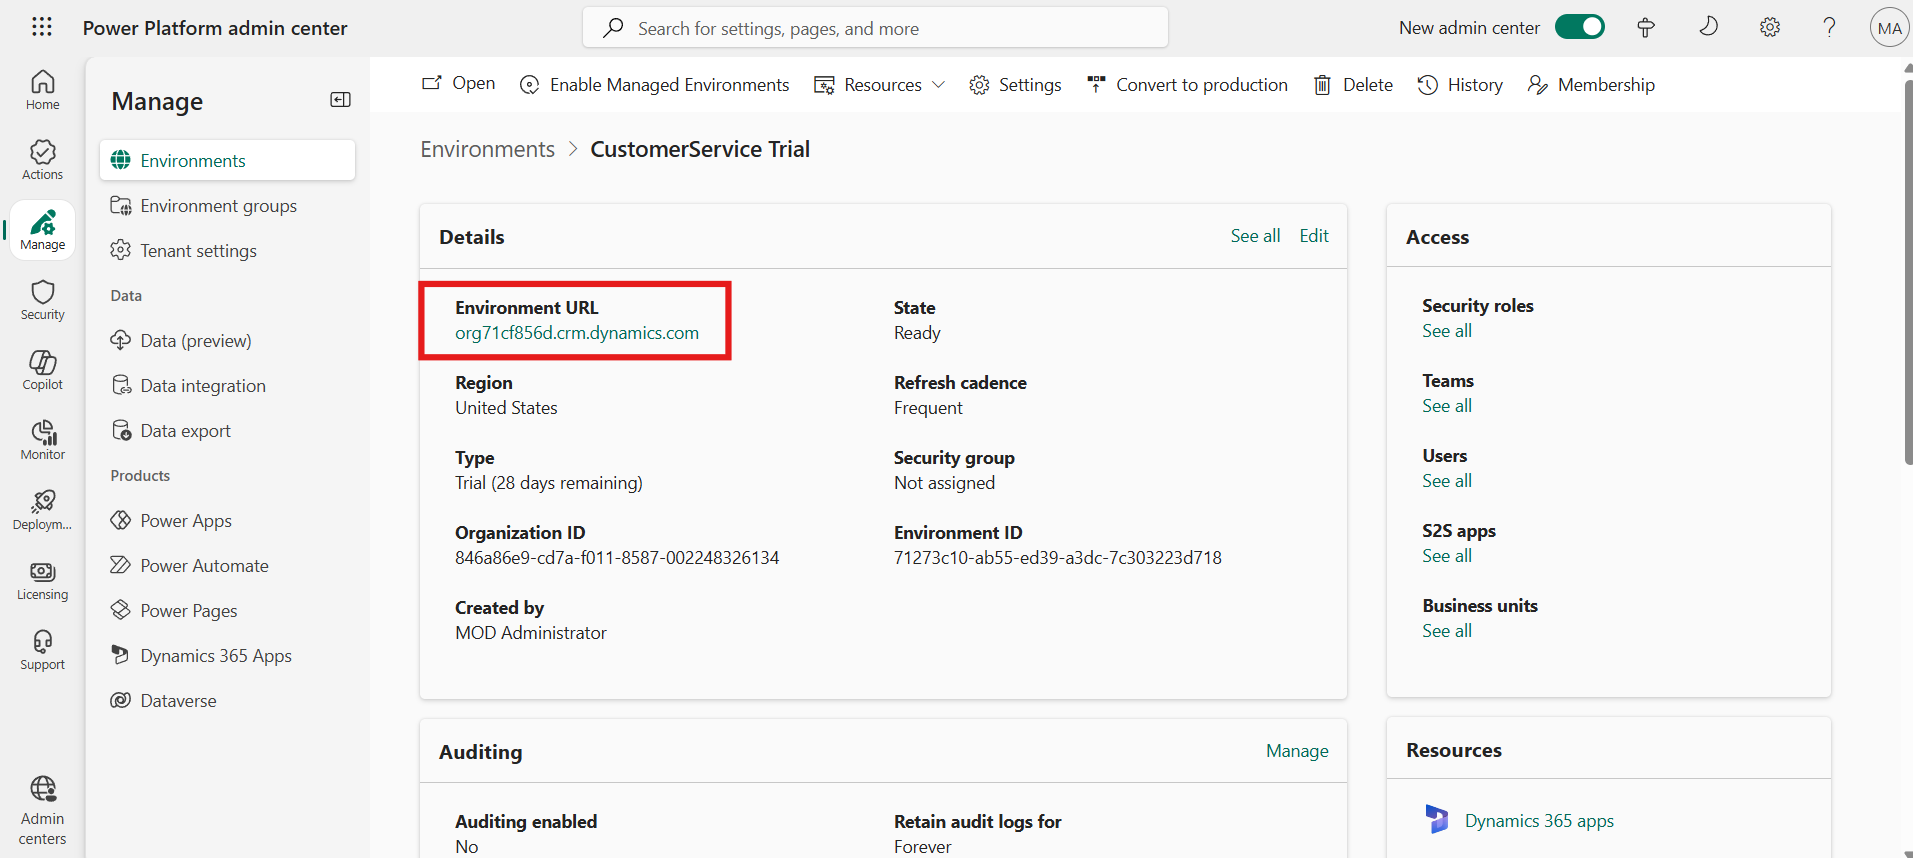 Power Platform admin center
Search for settings, pages, and more
New admin center
MA
Home
Actions
Manage
Security
Copilot
Monitor
Deploym...
Licensing
Support
Admin
centers
Manage
Environments
Environment groups
Tenant settings
Data
Data (preview)
Data integration
Data export
Products
Power Apps
Power Automate
Power Pages
Dynamics 365 Apps
Dataverse
Open
Enable Managed Environments
Resources
Settings
Convert to production
Delete
History
Membership
Environments > CustomerService Trial
Details
See all
Edit
Environment URL
org71cf856d.crm.dynamics.com
State
Ready
Region
United States
Refresh cadence
Frequent
Type
Trial (28 days remaining)
Security group
Not assigned
Organization ID
846a86e9-cd7a-f011-8587-002248326134
Environment ID
71273c10-ab55-ed39-a3dc-7c303223d718
Created by
MOD Administrator
Access
Security roles
See all
Teams
See all
Users
See all
S2S apps
See all
Business units
See all
Auditing
Manage
Auditing enabled
No
Retain audit logs for
Forever
Resources
Dynamics 365 apps